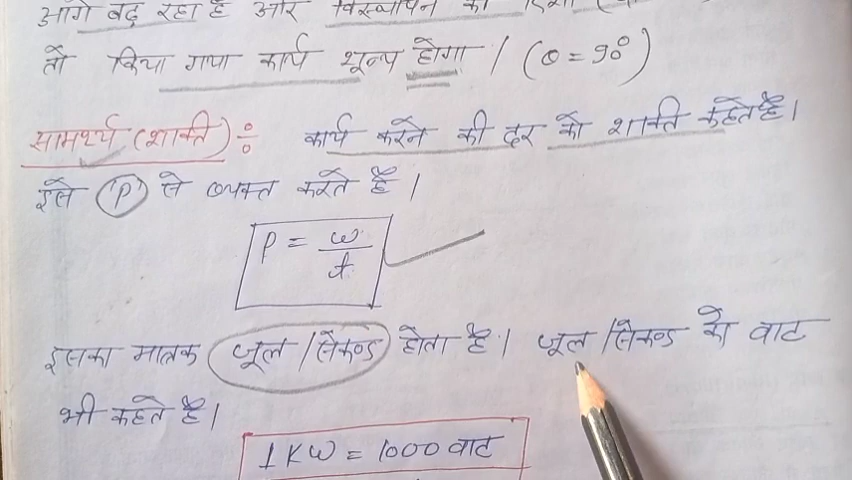 आगे बढ़ रहा है और विस्थापन की दिशा
तो किया गया कार्य शून्य होगा / (θ = 90°)
सामर्थ्य (शक्ति) ÷ कार्य करने की दर को शक्ति कहते है।
इसे (P) से व्यक्त करते है।
P = w/t
इसका मात्रक जूल/सेकण्ड होता है। जूल/सेकण्ड को वाट
भी कहते है।
1 KW = 1000 वाट